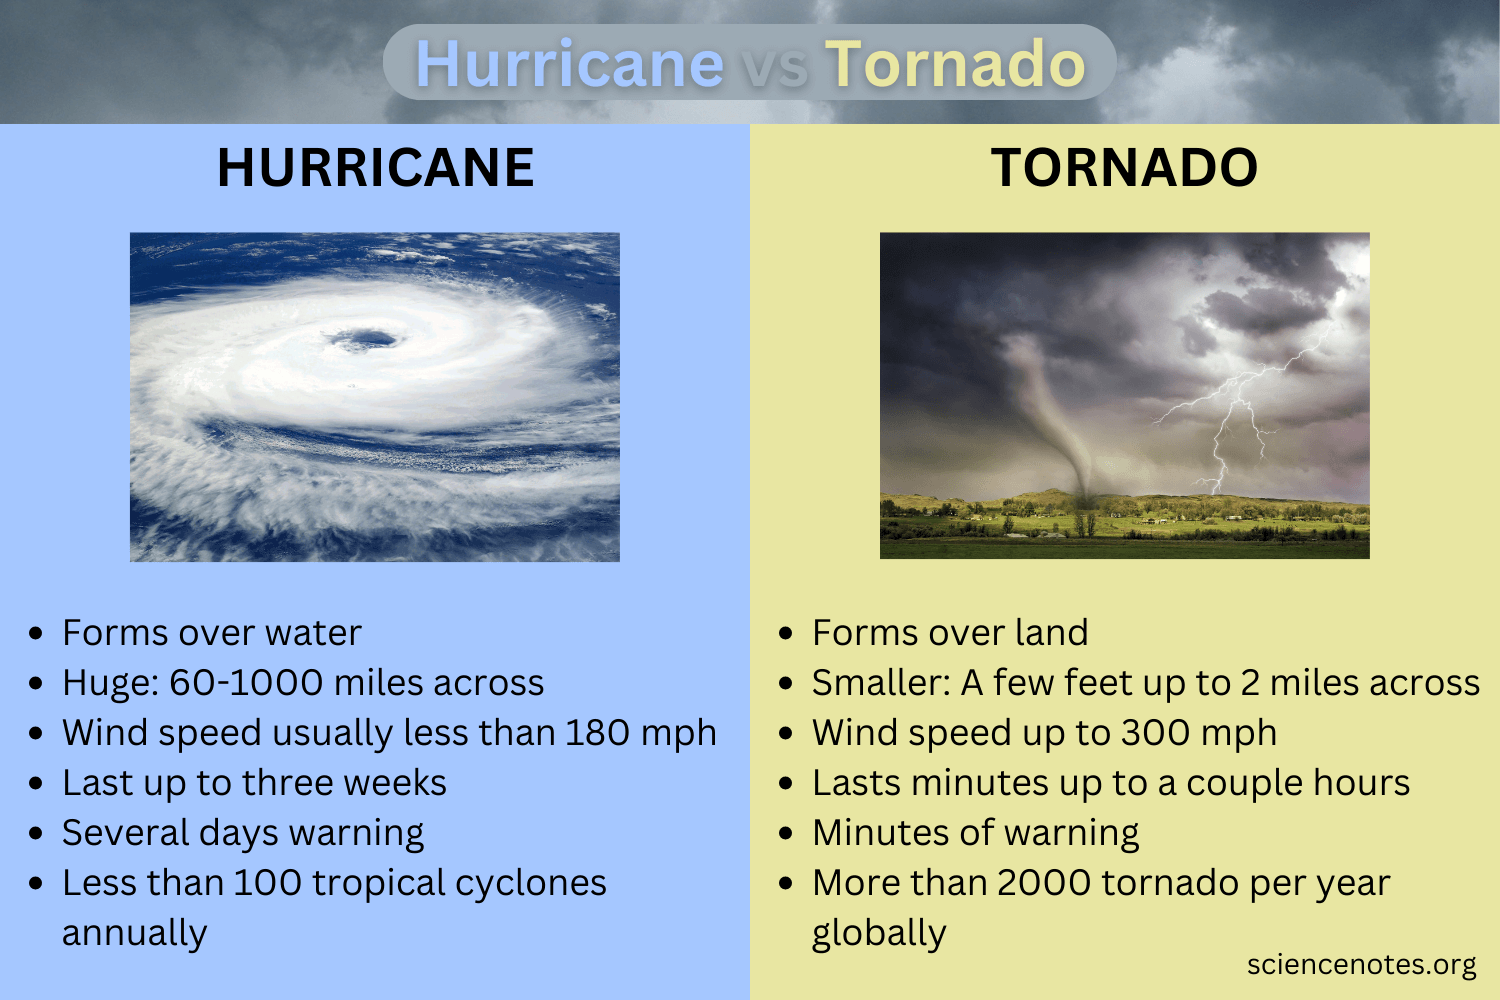 Hurricane vs Tornado
HURRICANE
• Forms over water
• Huge: 60-1000 miles across
• Wind speed usually less than 180 mph
• Last up to three weeks
• Several days warning
• Less than 100 tropical cyclones
annually
TORNADO
• Forms over land
• Smaller: A few feet up to 2 miles across
• Wind speed up to 300 mph
• Lasts minutes up to a couple hours
• Minutes of warning
• More than 2000 tornado per year
globally
sciencenotes.org